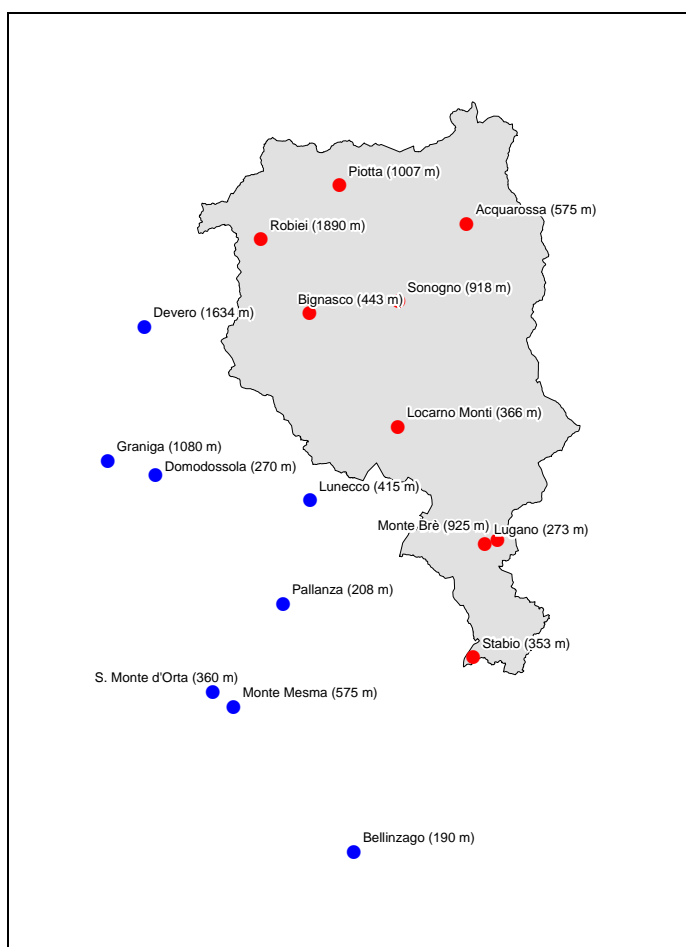 Piotta (1007 m)
Acquarossa (575 m)
Robiei (1890 m)
Sonogno (918 m)
Bignasco (443 m)
Devero (1634 m)
Locarno Monti (366 m)
Graniga (1080 m)
Domodossola (270 m)
Lunecco (415 m)
Monte Brè (925 m)
Lugano (273 m)
Pallanza (208 m)
Stabio (353 m)
S. Monte d'Orta (360 m)
Monte Mesma (575 m)
Bellinzago (190 m)